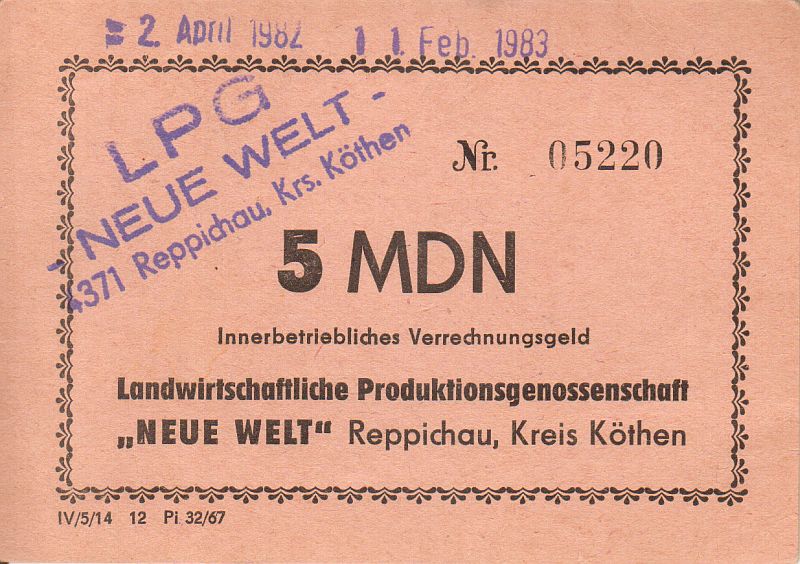 2. April 1982 11. Feb. 1983
LPG
- NEUE WELT -
4371 Reppichau, Krs. Köthen
Nr. 05220
5 MDN
Innerbetriebliches Verrechnungsgeld
Landwirtschaftliche Produktionsgenossenschaft
„NEUE WELT“ Reppichau, Kreis Köthen
IV/5/14 12 Pi 32/67